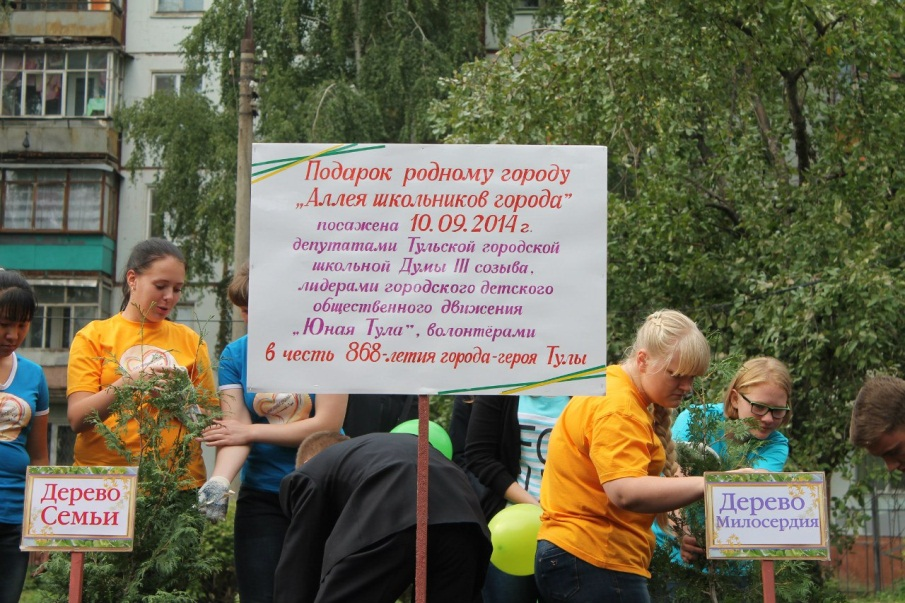 Подарок родному городу
„Аллея школьников города"
посажена 10.09.2014 г.
депутатами Тульской городской
школьной Думы III созыва,
лидерами городского детского
общественного движения
„Юная Тула", волонтёрами
в честь 868-летия города-героя Тулы
Дерево
Семьи
Дерево
Милосердия